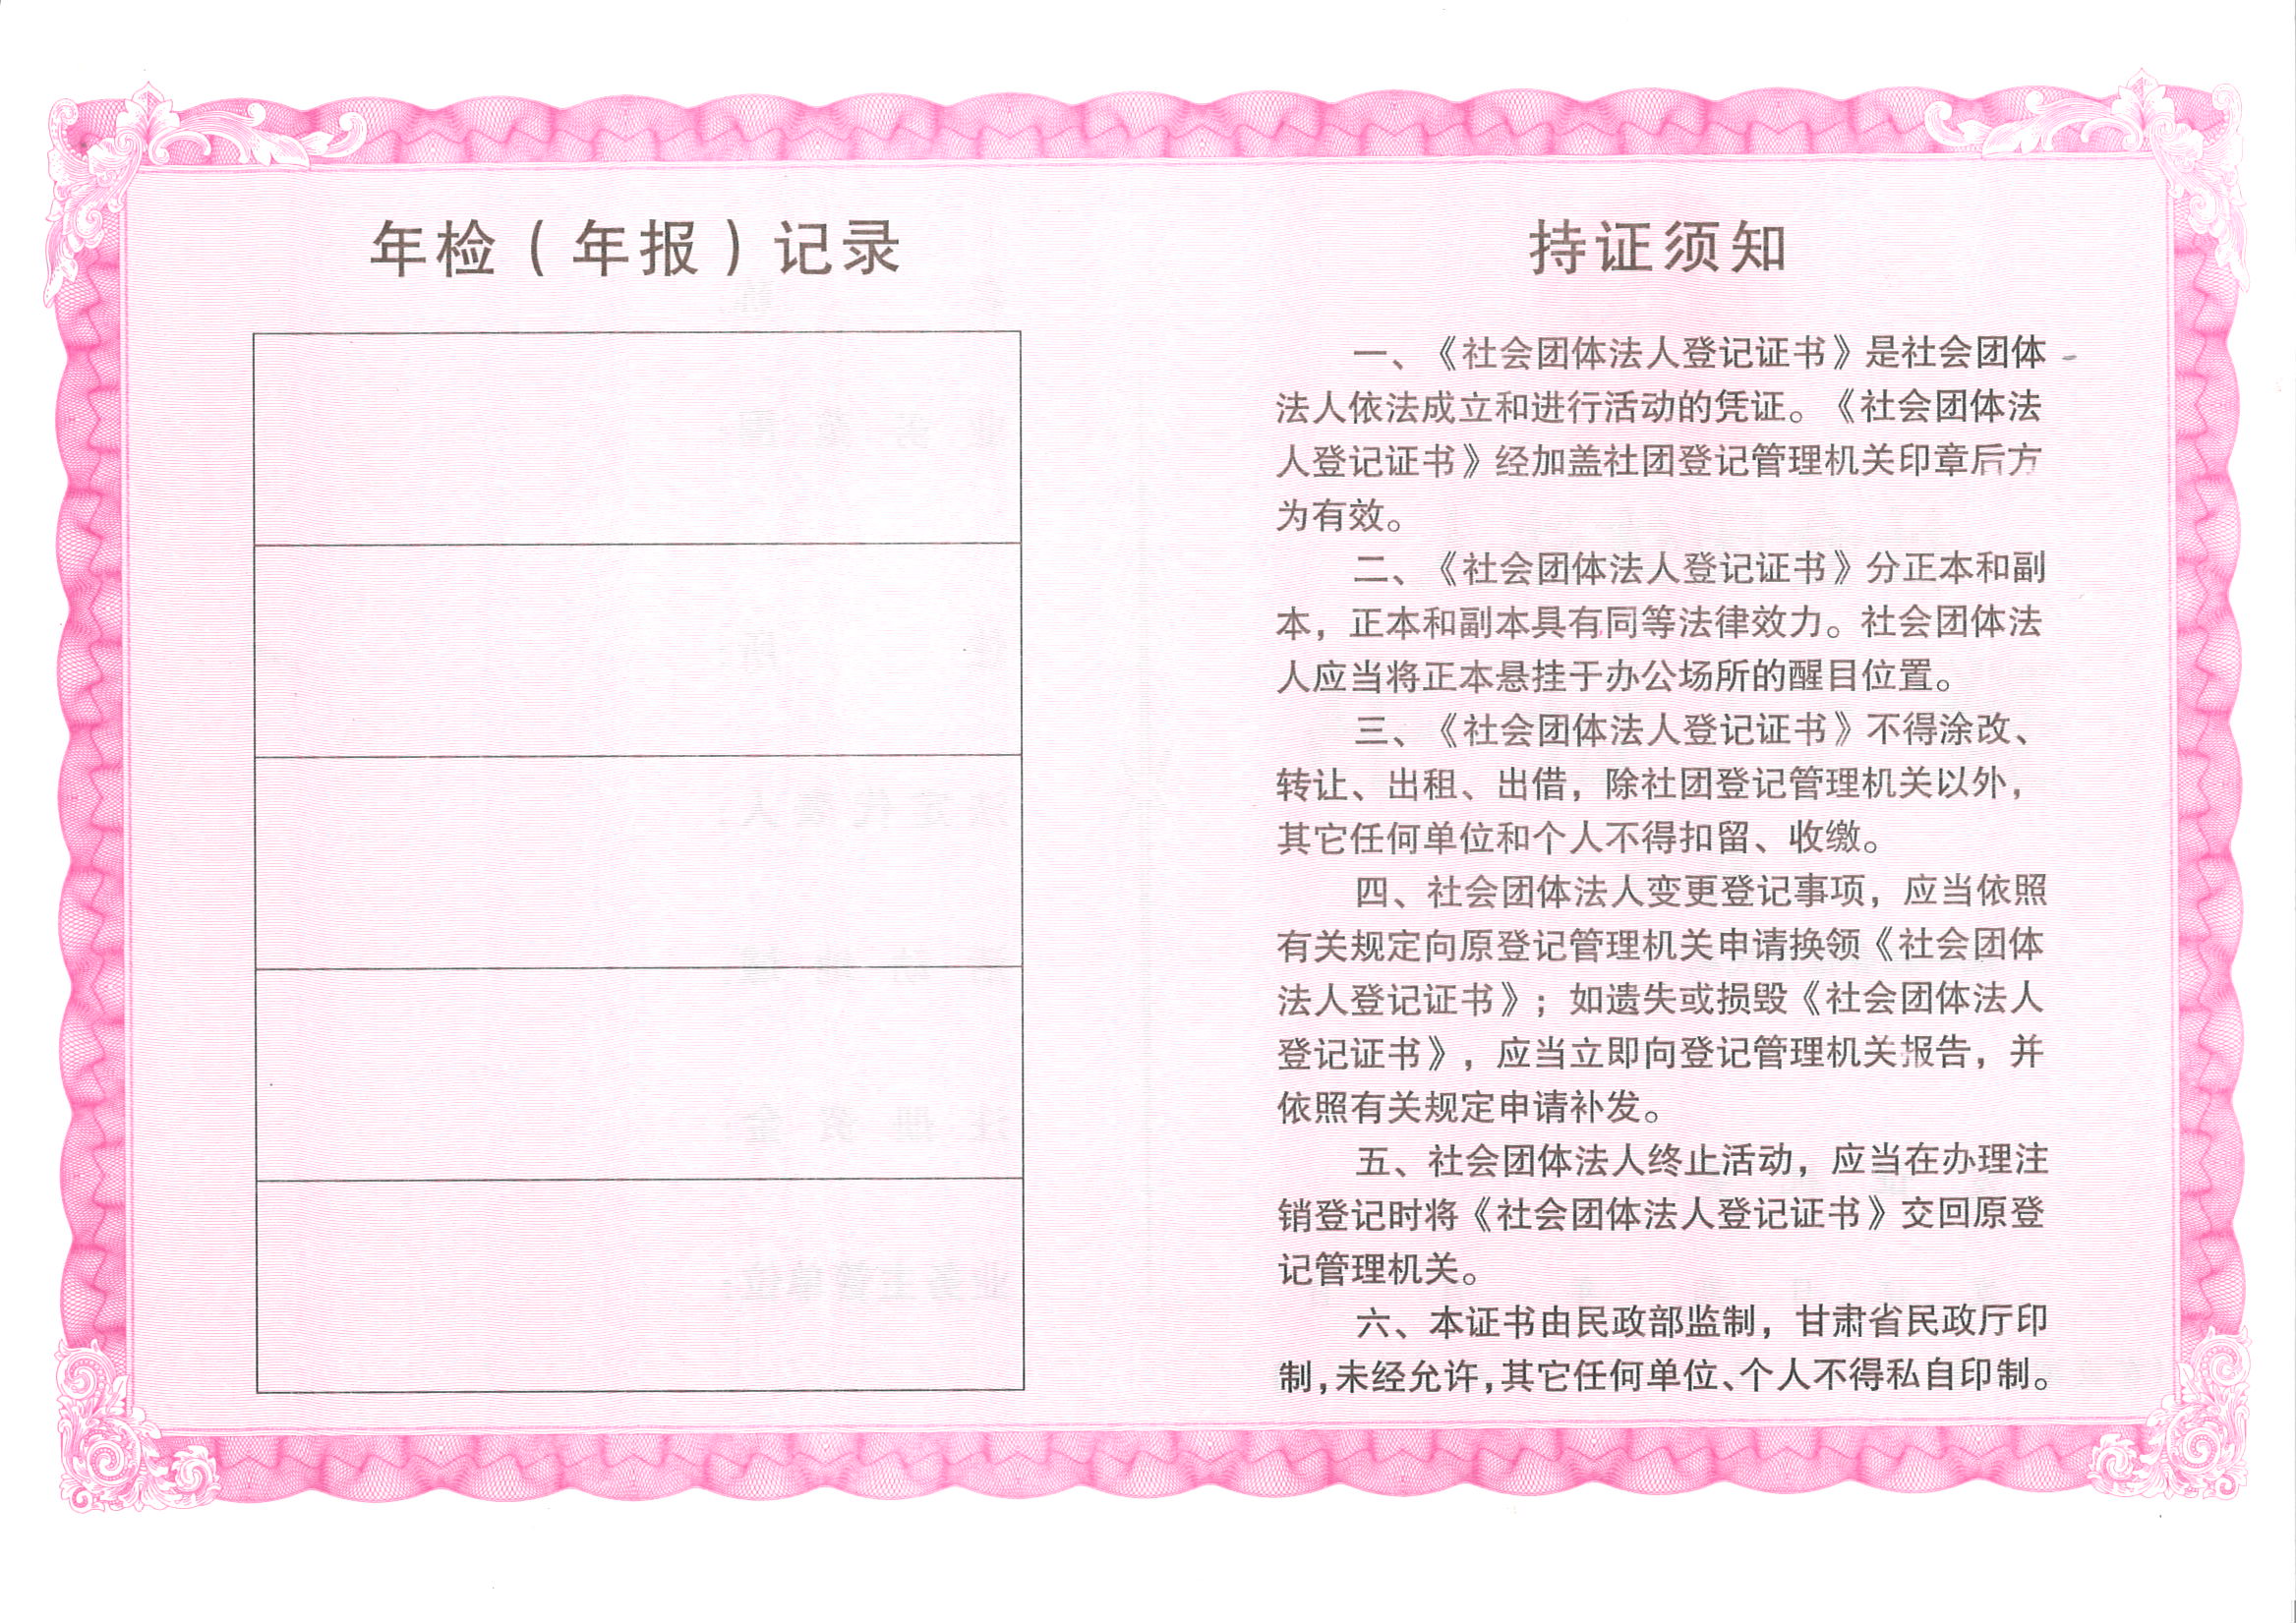 年检（年报）记录
持证须知
一、《社会团体法人登记证书》是社会团体
法人依法成立和进行活动的凭证。《社会团体法
人登记证书》经加盖社团登记管理机关印章后方
为有效。
二、《社会团体法人登记证书》分正本和副
本，正本和副本具有同等法律效力。社会团体法
人应当将正本悬挂于办公场所的醒目位置。
三、《社会团体法人登记证书》不得涂改、
转让、出租、出借，除社团登记管理机关以外，
其它任何单位和个人不得扣留、收缴。
四、社会团体法人变更登记事项，应当依照
有关规定向原登记管理机关申请换领《社会团体
法人登记证书》；如遗失或损毁《社会团体法人
登记证书》，应当立即向登记管理机关报告，并
依照有关规定申请补发。
五、社会团体法人终止活动，应当在办理注
销登记时将《社会团体法人登记证书》交回原登
记管理机关。
六、本证书由民政部监制，甘肃省民政厅印
制，未经允许，其它任何单位、个人不得私自印制。